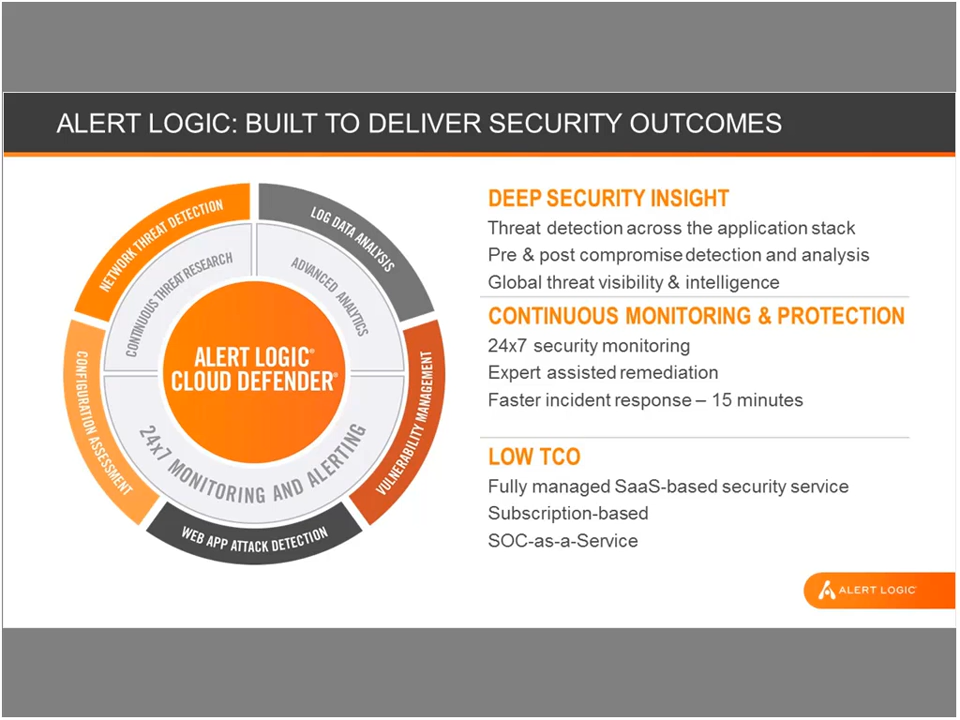 ALERT LOGIC: BUILT TO DELIVER SECURITY OUTCOMES
NETWORK THREAT DETECTION
LOG DATA ANALYSIS
CONTINUOUS THREAT RESEARCH
ADVANCED ANALYTICS
ALERT LOGIC®
CLOUD DEFENDER®
CONFIGURATION ASSESSMENT
VULNERABILITY MANAGEMENT
24x7 MONITORING AND ALERTING
WEB APP ATTACK DETECTION
DEEP SECURITY INSIGHT
Threat detection across the application stack
Pre & post compromise detection and analysis
Global threat visibility & intelligence
CONTINUOUS MONITORING & PROTECTION
24x7 security monitoring
Expert assisted remediation
Faster incident response – 15 minutes
LOW TCO
Fully managed SaaS-based security service
Subscription-based
SOC-as-a-Service
ALERT LOGIC